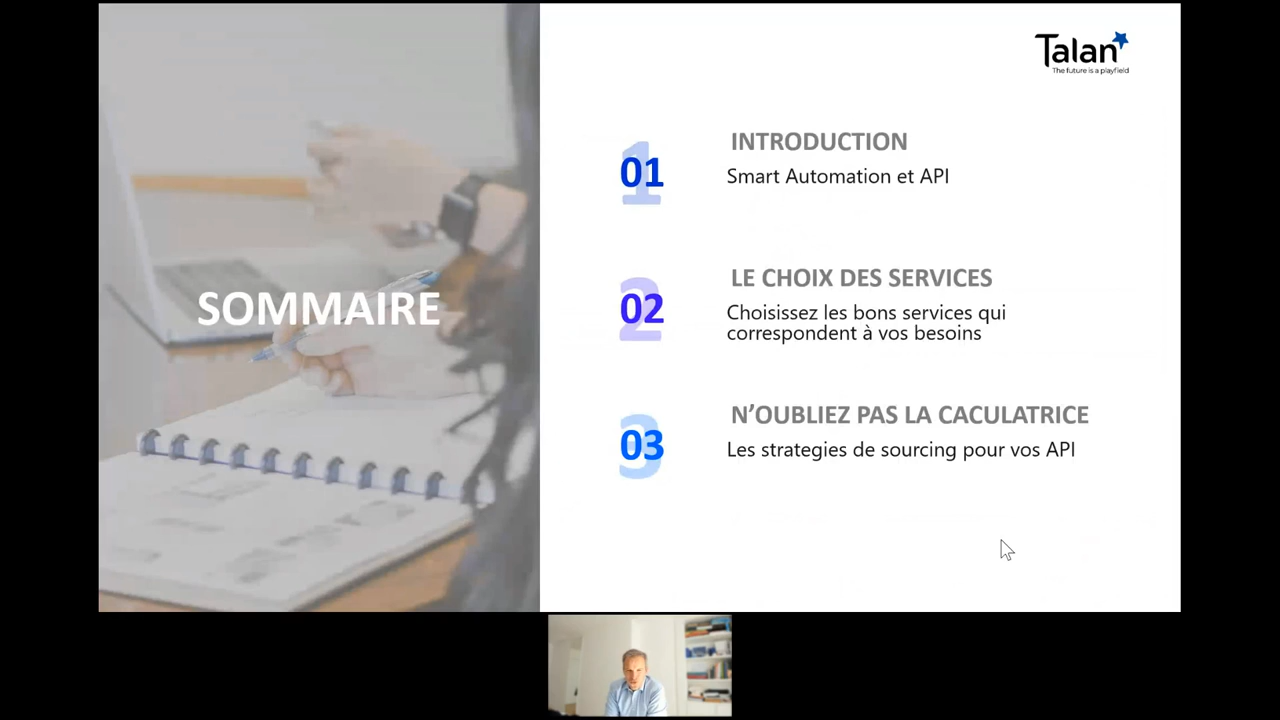 Talan
The future is a playfield
SOMMAIRE
01
INTRODUCTION
Smart Automation et API
02
LE CHOIX DES SERVICES
Choisissez les bons services qui
correspondent à vos besoins
03
N’OUBLIEZ PAS LA CACULATRICE
Les strategies de sourcing pour vos API